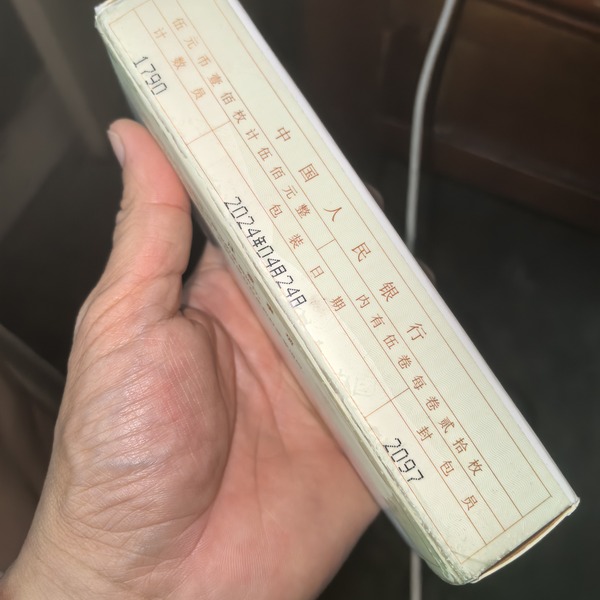 中国人民银行
伍元币壹佰枚计伍佰元整
内有伍卷每卷贰拾枚
计数员
包装日期
封包员
1790
2024年04月24日
2097